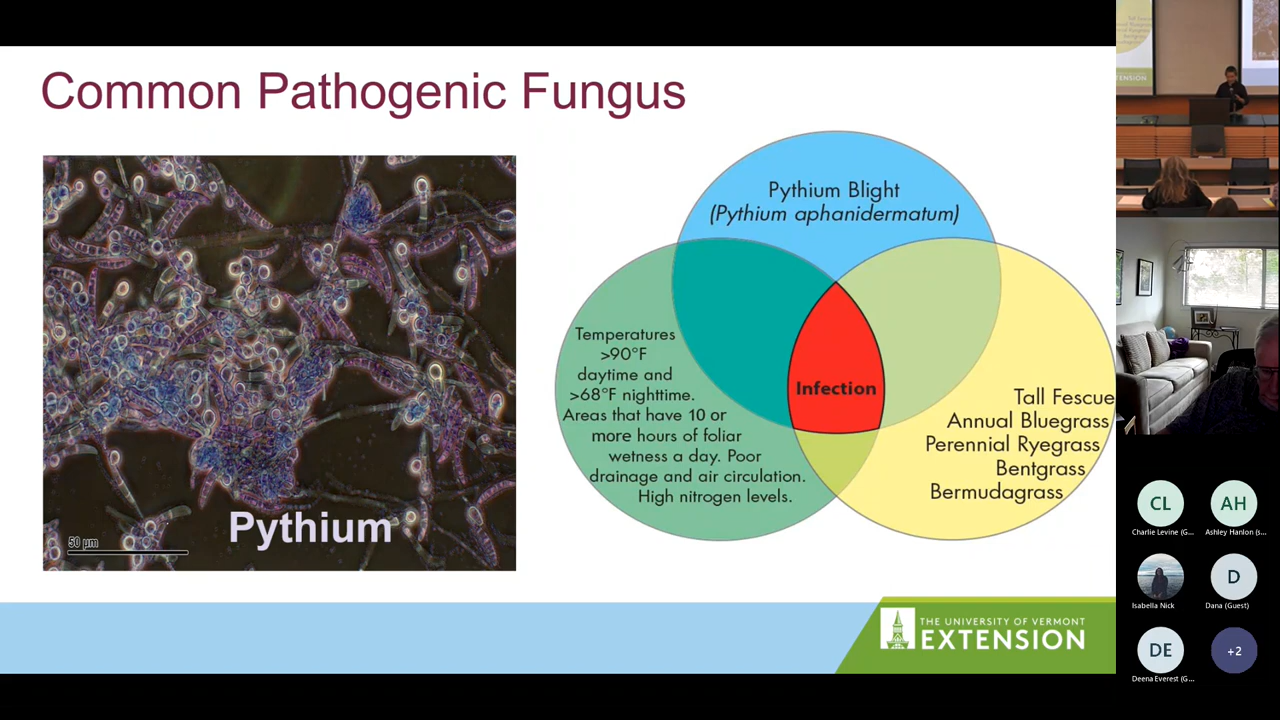 Common Pathogenic Fungus
50 µm
Pythium
Pythium Blight
(Pythium aphanidermatum)
Temperatures
>90°F
daytime and
>68°F nighttime.
Areas that have 10 or
more hours of foliar
wetness a day. Poor
drainage and air circulation.
High nitrogen levels.
Infection
Tall Fescue
Annual Bluegrass
Perennial Ryegrass
Bentgrass
Bermudagrass
THE UNIVERSITY OF VERMONT
EXTENSION
CL
Charlie Levine (G...
AH
Ashley Hanlon (s...
Isabella Nick
D
Dana (Guest)
DE
Deena Everest (G...
+2